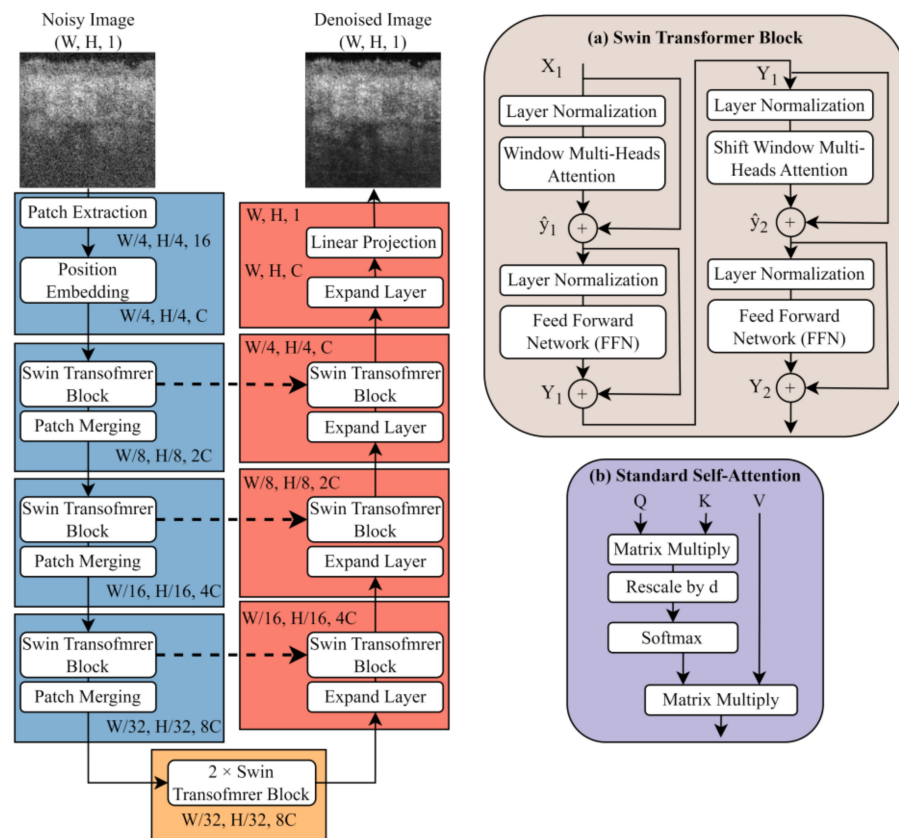 Noisy Image
(W, H, 1)
Patch Extraction
W/4, H/4, 16
Position
Embedding
W/4, H/4, C
Swin Transofmrer
Block
Patch Merging
W/8, H/8, 2C
Swin Transofmrer
Block
Patch Merging
W/16, H/16, 4C
Swin Transofmrer
Block
Patch Merging
W/32, H/32, 8C
2 × Swin
Transofmrer Block
W/32, H/32, 8C
Denoised Image
(W, H, 1)
W, H, 1
Linear Projection
W, H, C
Expand Layer
W/4, H/4, C
Swin Transofmrer
Block
Expand Layer
W/8, H/8, 2C
Swin Transofmrer
Block
Expand Layer
W/16, H/16, 4C
Swin Transofmrer
Block
Expand Layer
(a) Swin Transformer Block
X₁
Layer Normalization
Window Multi-Heads
Attention
ŷ₁
+
Layer Normalization
Feed Forward
Network (FFN)
Y₁
+
Y₁
Layer Normalization
Shift Window Multi-
Heads Attention
ŷ₂
+
Layer Normalization
Feed Forward
Network (FFN)
Y₂
+
(b) Standard Self-Attention
Q K V
Matrix Multiply
Rescale by d
Softmax
Matrix Multiply